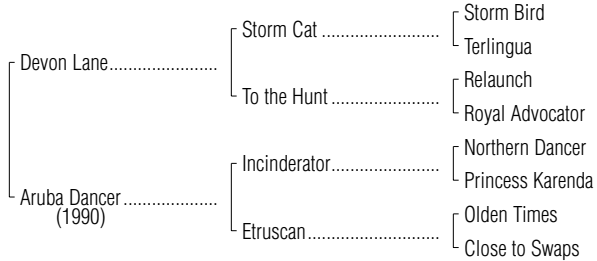 Storm Bird
Storm Cat ............................
Terlingua
Devon Lane.........................
Relaunch
To the Hunt ..........................
Royal Advocator
Northern Dancer
Incinderator..........................
Princess Karenda
Aruba Dancer ......................
(1990)
Olden Times
Etruscan...............................
Close to Swaps